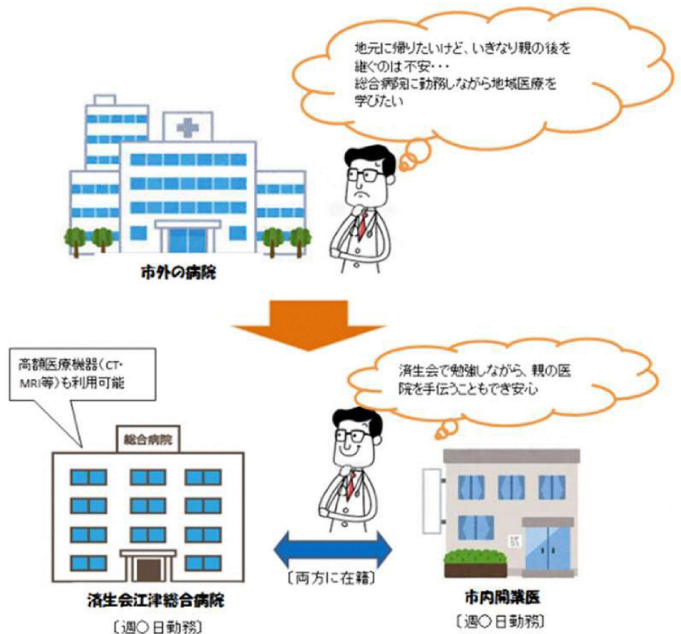 地元に帰りたいけど、いきなり親の後を
継ぐのは不安・・・
総合病院に勤務しながら地域医療を
学びたい
市外の病院
高額医療機器(CT・
MRI等)も利用可能
済生会で勉強しながら、親の医
院を手伝うこともでき安心
総合病院
〔両方に在籍〕
済生会江津総合病院
〔週○日勤務〕
市内開業医
〔週○日勤務〕